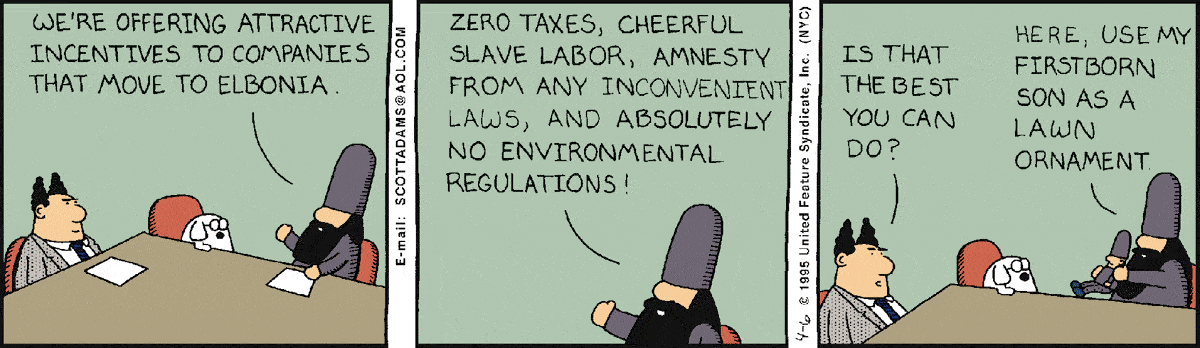 WE'RE OFFERING ATTRACTIVE
INCENTIVES TO COMPANIES
THAT MOVE TO ELBONIA.
E-mail: SCOTTADAMS@AOL.COM
ZERO TAXES, CHEERFUL
SLAVE LABOR, AMNESTY
FROM ANY INCONVENIENT
LAWS, AND ABSOLUTELY
NO ENVIRONMENTAL
REGULATIONS!
4-6 © 1995 United Feature Syndicate, Inc. (NYC)
IS THAT
THE BEST
YOU CAN
DO?
HERE, USE MY
FIRSTBORN
SON AS A
LAWN
ORNAMENT.